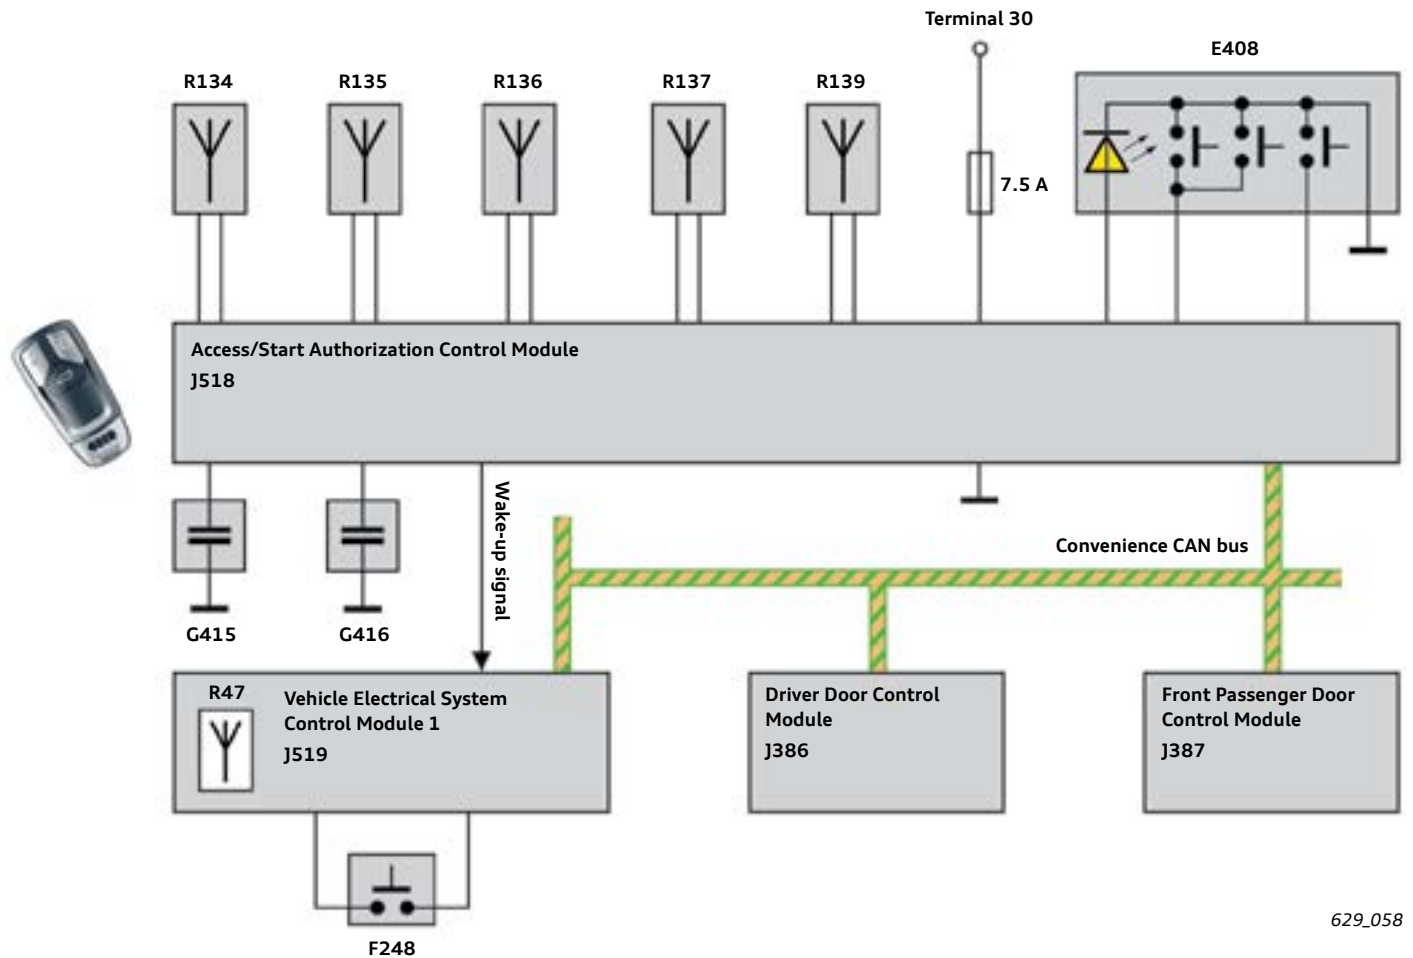 Terminal 30
E408
R134
R135
R136
R137
R139
7.5 A
Access/Start Authorization Control Module
J518
Wake-up signal
Convenience CAN bus
G415
G416
R47
Vehicle Electrical System
Control Module 1
J519
Driver Door Control
Module
J386
Front Passenger Door
Control Module
J387
F248
629_058